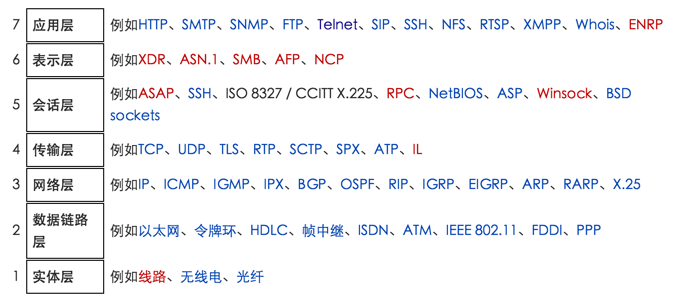 7 应用层 例如HTTP、SMTP、SNMP、FTP、Telnet、SIP、SSH、NFS、RTSP、XMPP、Whois、ENRP
6 表示层 例如XDR、ASN.1、SMB、AFP、NCP
5 会话层 例如ASAP、SSH、ISO 8327 / CCITT X.225、RPC、NetBIOS、ASP、Winsock、BSD
sockets
4 传输层 例如TCP、UDP、TLS、RTP、SCTP、SPX、ATP、IL
3 网络层 例如IP、ICMP、IGMP、IPX、BGP、OSPF、RIP、IGRP、EIGRP、ARP、RARP、X.25
2 数据链路
层 例如以太网、令牌环、HDLC、帧中继、ISDN、ATM、IEEE 802.11、FDDI、PPP
1 实体层 例如线路、无线电、光纤